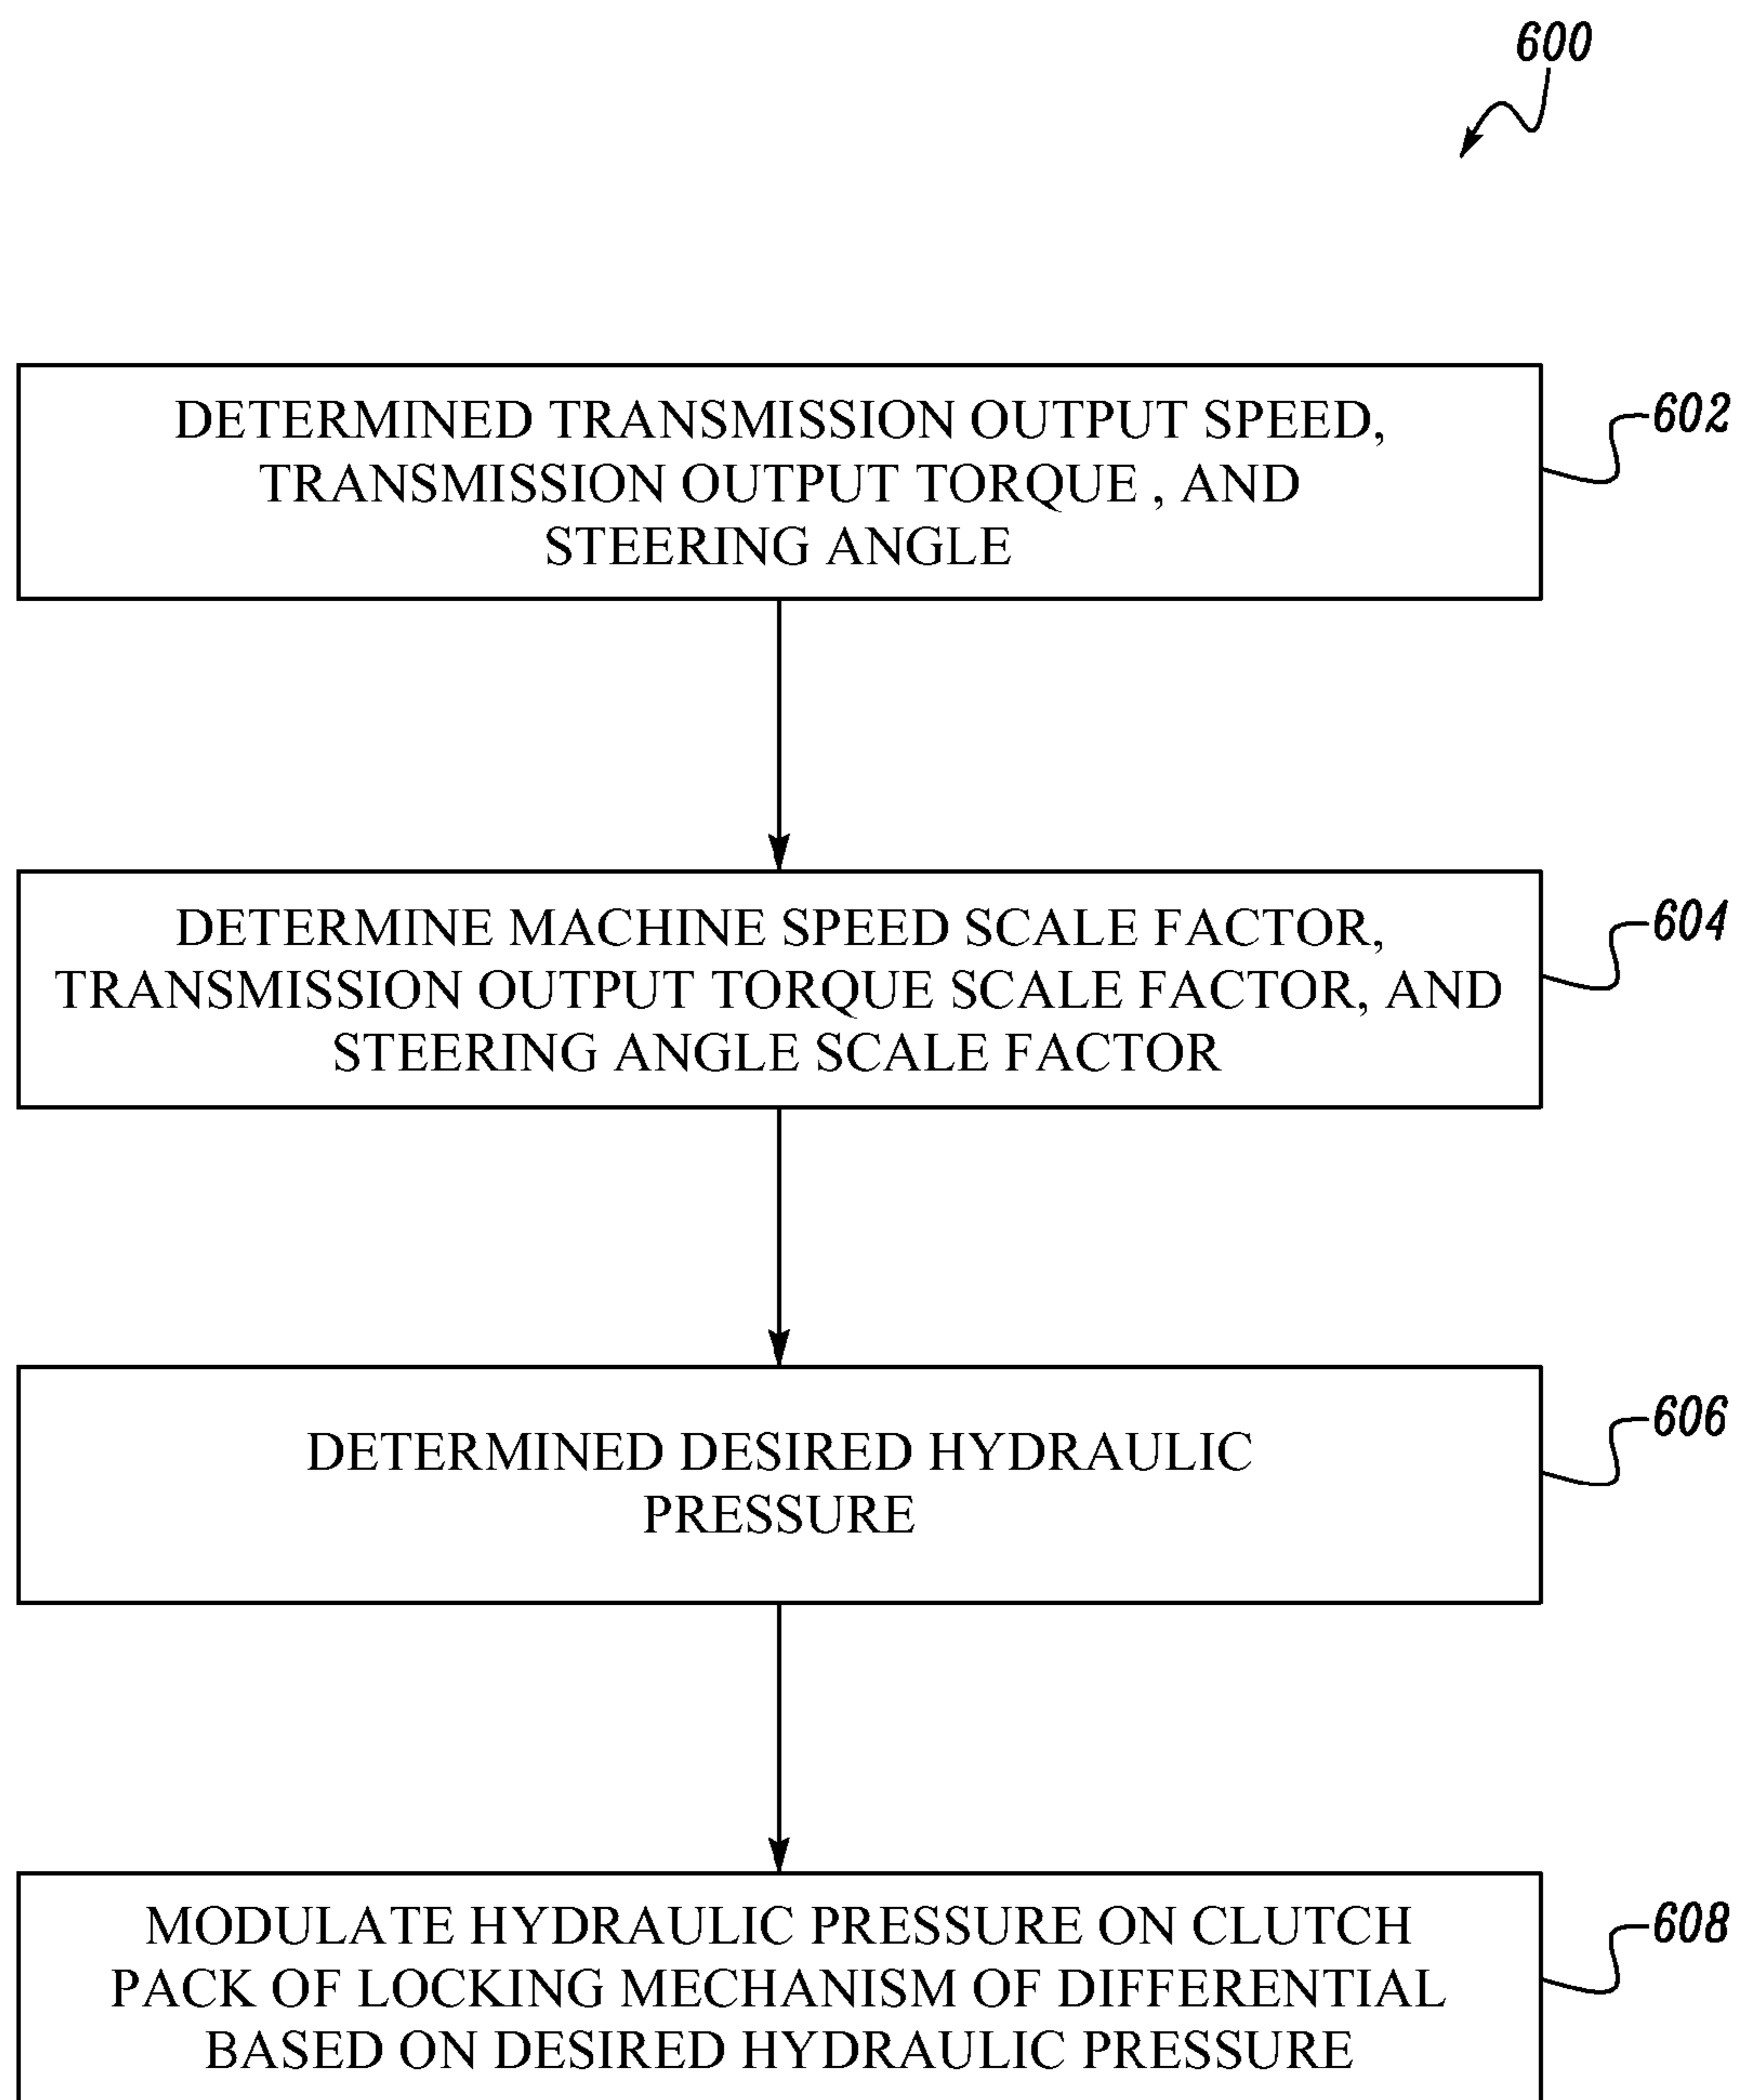 600
DETERMINED TRANSMISSION OUTPUT SPEED,
TRANSMISSION OUTPUT TORQUE , AND
STEERING ANGLE
602
DETERMINE MACHINE SPEED SCALE FACTOR,
TRANSMISSION OUTPUT TORQUE SCALE FACTOR, AND
STEERING ANGLE SCALE FACTOR
604
DETERMINED DESIRED HYDRAULIC
PRESSURE
606
MODULATE HYDRAULIC PRESSURE ON CLUTCH
PACK OF LOCKING MECHANISM OF DIFFERENTIAL
BASED ON DESIRED HYDRAULIC PRESSURE
608